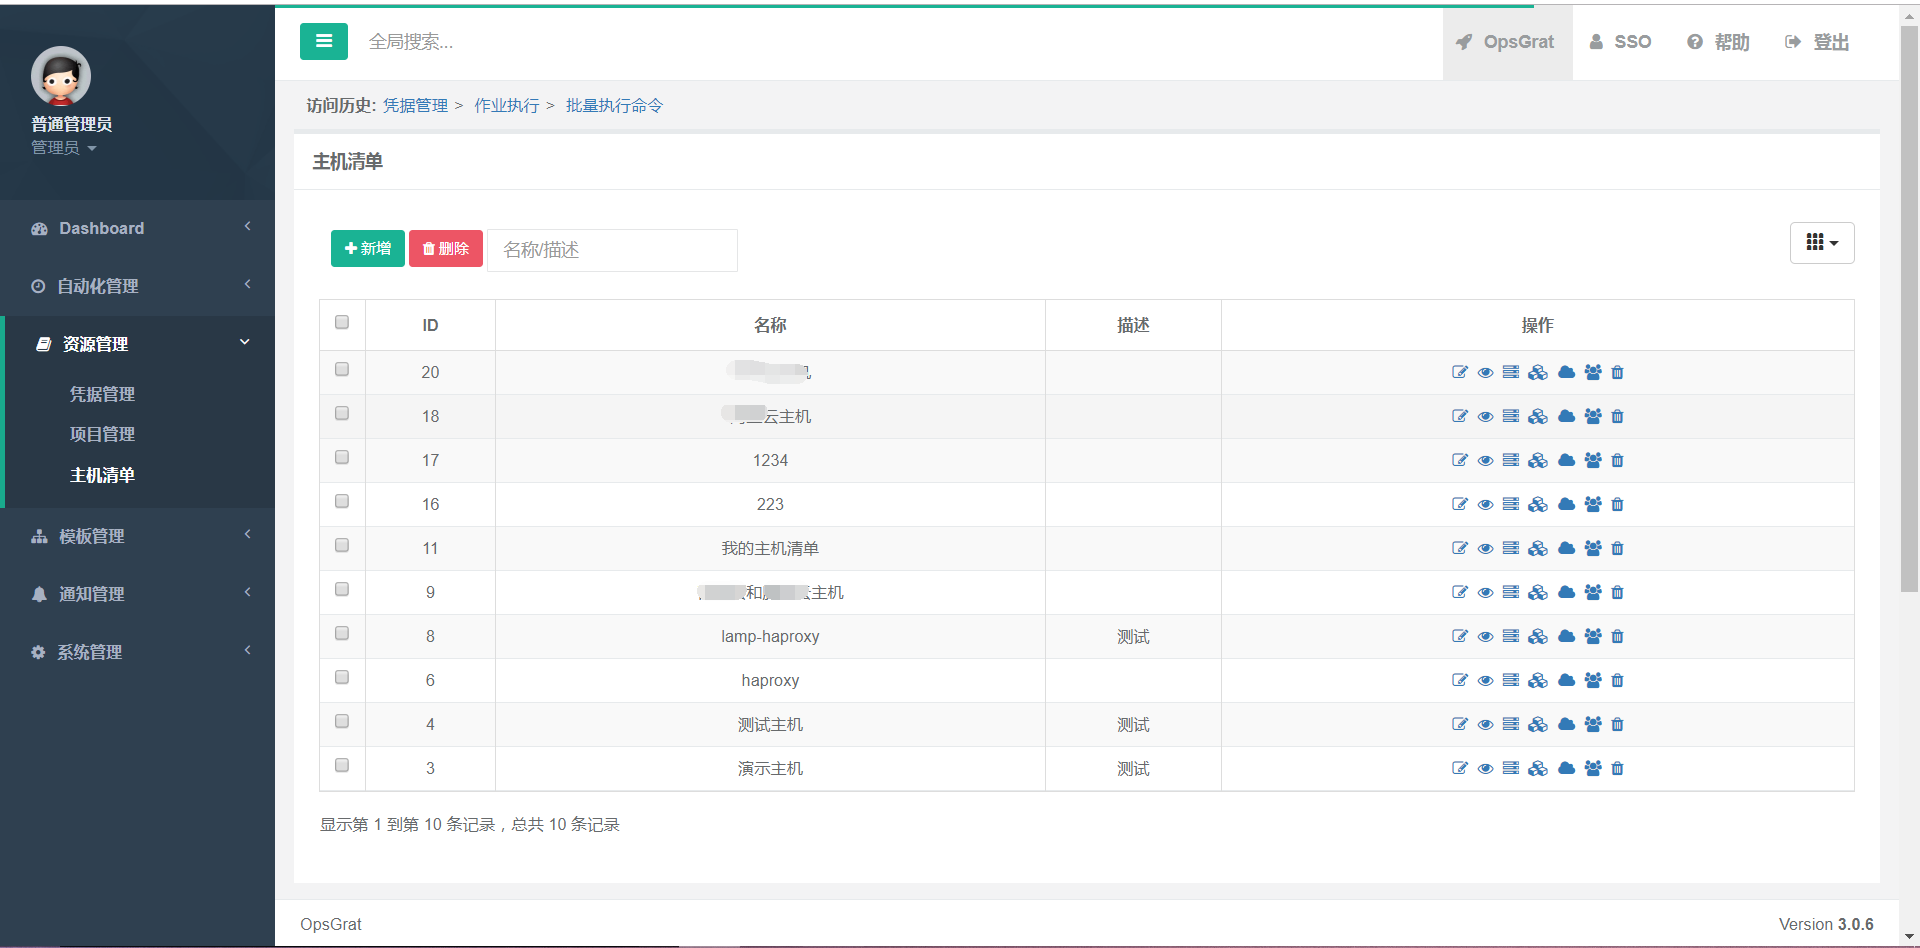 全局搜索...
OpsGrat
SSO
帮助
登出
普通管理员
管理员
Dashboard
自动化管理
资源管理
凭据管理
项目管理
主机清单
模板管理
通知管理
系统管理
访问历史: 凭据管理 > 作业执行 > 批量执行命令
主机清单
新增 删除 名称/描述
ID 名称 描述 操作
20
18 云主机
17 1234
16 223
11 我的主机清单
9 和 主机
8 lamp-haproxy 测试
6 haproxy
4 测试主机 测试
3 演示主机 测试
显示第 1 到第 10 条记录，总共 10 条记录
OpsGrat
Version 3.0.6